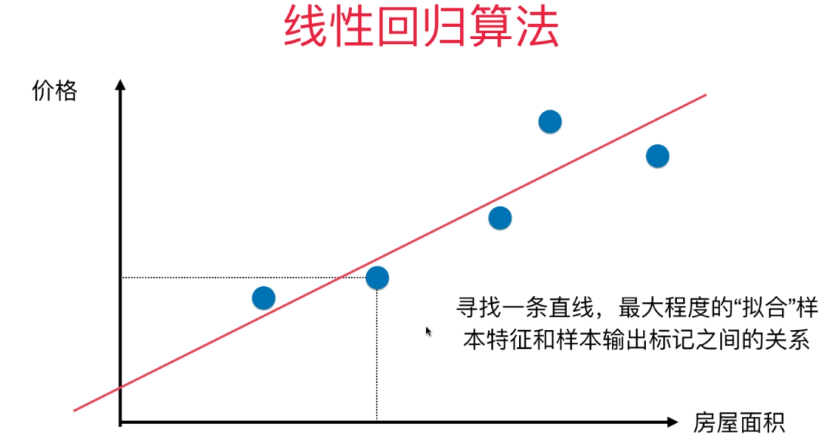 线性回归算法
价格
寻找一条直线，最大程度的“拟合”样
本特征和样本输出标记之间的关系
房屋面积